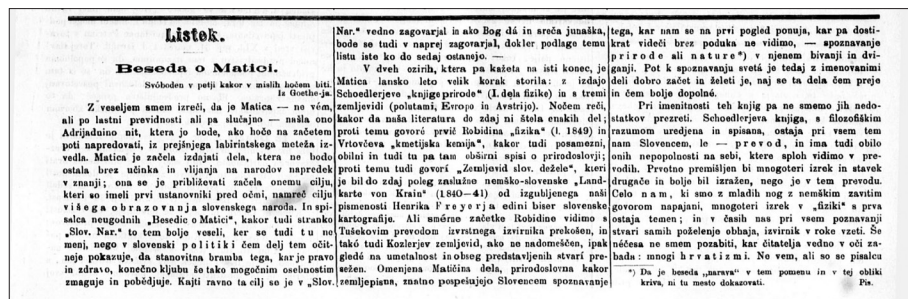 Listek.
Beseda o Matici.
Svóboden v petji kakor v mislih hočem biti.
Iz Goethe-ja.
Z veseljem smem izreči, da je Matica — ne vém,
ali po lastni previdnosti ali pa slučajno — našla ono
Adrijaduino nit, ktera jo bode, ako hoče na začetem
poti napredovati, iz prejšnjega labirintskega meteža iz-
vedla. Matica je začela izdajati dela, ktera ne bodo
ostala brez učinka in vlijanja na narodov napredek
v znanji; ona se je približevati začela onemu cilju,
kteri so imeli prvi ustanovniki pred očmi, namreč cilju
višega obrazovanja slovenskega naroda. In spi-
salca neugodnih „Besedic o Matici“, kakor tudi stranko
„Slov. Nar.“ to tem bolje veseli, ker se tudi tu ne
menj, nego v slovenski politiki čem delj tem očit-
neje pokazuje, da stanovitna bramba tega, kar je pravo
in zdravo, konečno kljubu še tako mogočnim osebnostim
zmaguje in pobédjuje. Kajti ravno ta cilj se je v „Slov.
Nar.“ vedno zagovarjal in ako Bog dá in sreča junaška,
bode se tudi v naprej zagovarjal, dokler podlage temu
listu iste ko do sedaj ostanejo. —
V dveh ozirih, ktera pa kažeta na isti konec, je
Matica lansko leto velik korak storila: z izdajo
Schoedlerjeve „knjige prirode“ (I. dela fizike) in s tremi
zemljevidi (polutami, Evropo in Avstrijo). Nočem reči,
kakor da naša literatura do zdaj ni štela enakih del;
proti temu govoré prvič Robidina „fizika“ (l. 1849) in
Vrtovčeva „kmetijska kemija“, kakor tudi posamezni,
obilni in tudi tu pa tam obširni spisi o prirodoslovji;
proti temu tudi govorí „Zemljevid slov. dežele“, kteri
je bil do zdaj poleg zaslužno nemško-slovenske „Land-
karte von Krain“ (1840—41) od izgubljenega naši
pismenosti Henrika Freyerja edini biser slovenske
kartografije. Ali smérne začetke Robidine vidimo s
Tušekovim prevodom izvrstnega izvirnika prekošen, in
takó tudi Kozlerjev zemljevid, ako ne nadomeščen, ipak
gledé na umetalnost in obseg predstavljenih stvarí pre-
sežen. Omenjena Matičina dela, prirodoslovna kakor
zemljepisna, znatno pospešujejo Slovencem spoznavanje
tega, kar nam se na prvi pogled ponuja, kar pa dosti-
krat videči brez poduka ne vidimo, — spoznavanje
prirode ali nature*) v njenem bivanji in dvi-
ganji. Pot k spoznavanju svetá je tedaj z imenovanimi
deli dobro začet in želeti je, naj se ta dela čem preje
in čem bolje dopolné.
Pri imenitnosti teh knjig pa ne smemo jih nedo-
statkov prezreti. Schoedlerjeva knjiga, s filozofiškim
razumom uredjena in spisana, ostaja pri vsem tem
nam Slovencem, le — prevod, in ima tudi obilo
onih nepopolnosti na sebi, ktere sploh vidimo v pre-
vodih. Prvotno premišljen bi mnogoteri izrek in stavek
drugače in bolje bil izražen, nego je v tem prevodu.
Celo nam, ki smo z mladih nog z nemškim zavitim
govorom napajani, mnogoteri izrek v „fiziki“ s prva
ostaja temen; in v časih nas pri vsem poznavanji
stvari samih poželenje obhaja, izvirnik v roke vzeti. Še
néčesa ne smem pozabiti, kar čitatelja vedno v oči za-
bada: mnogi hrvatizmi. Ne vem, ali so se pisalcu
*) Da je beseda „narava“ v tem pomenu in v tej obliki
kriva, ni tu mesto dokazovati. Pis.